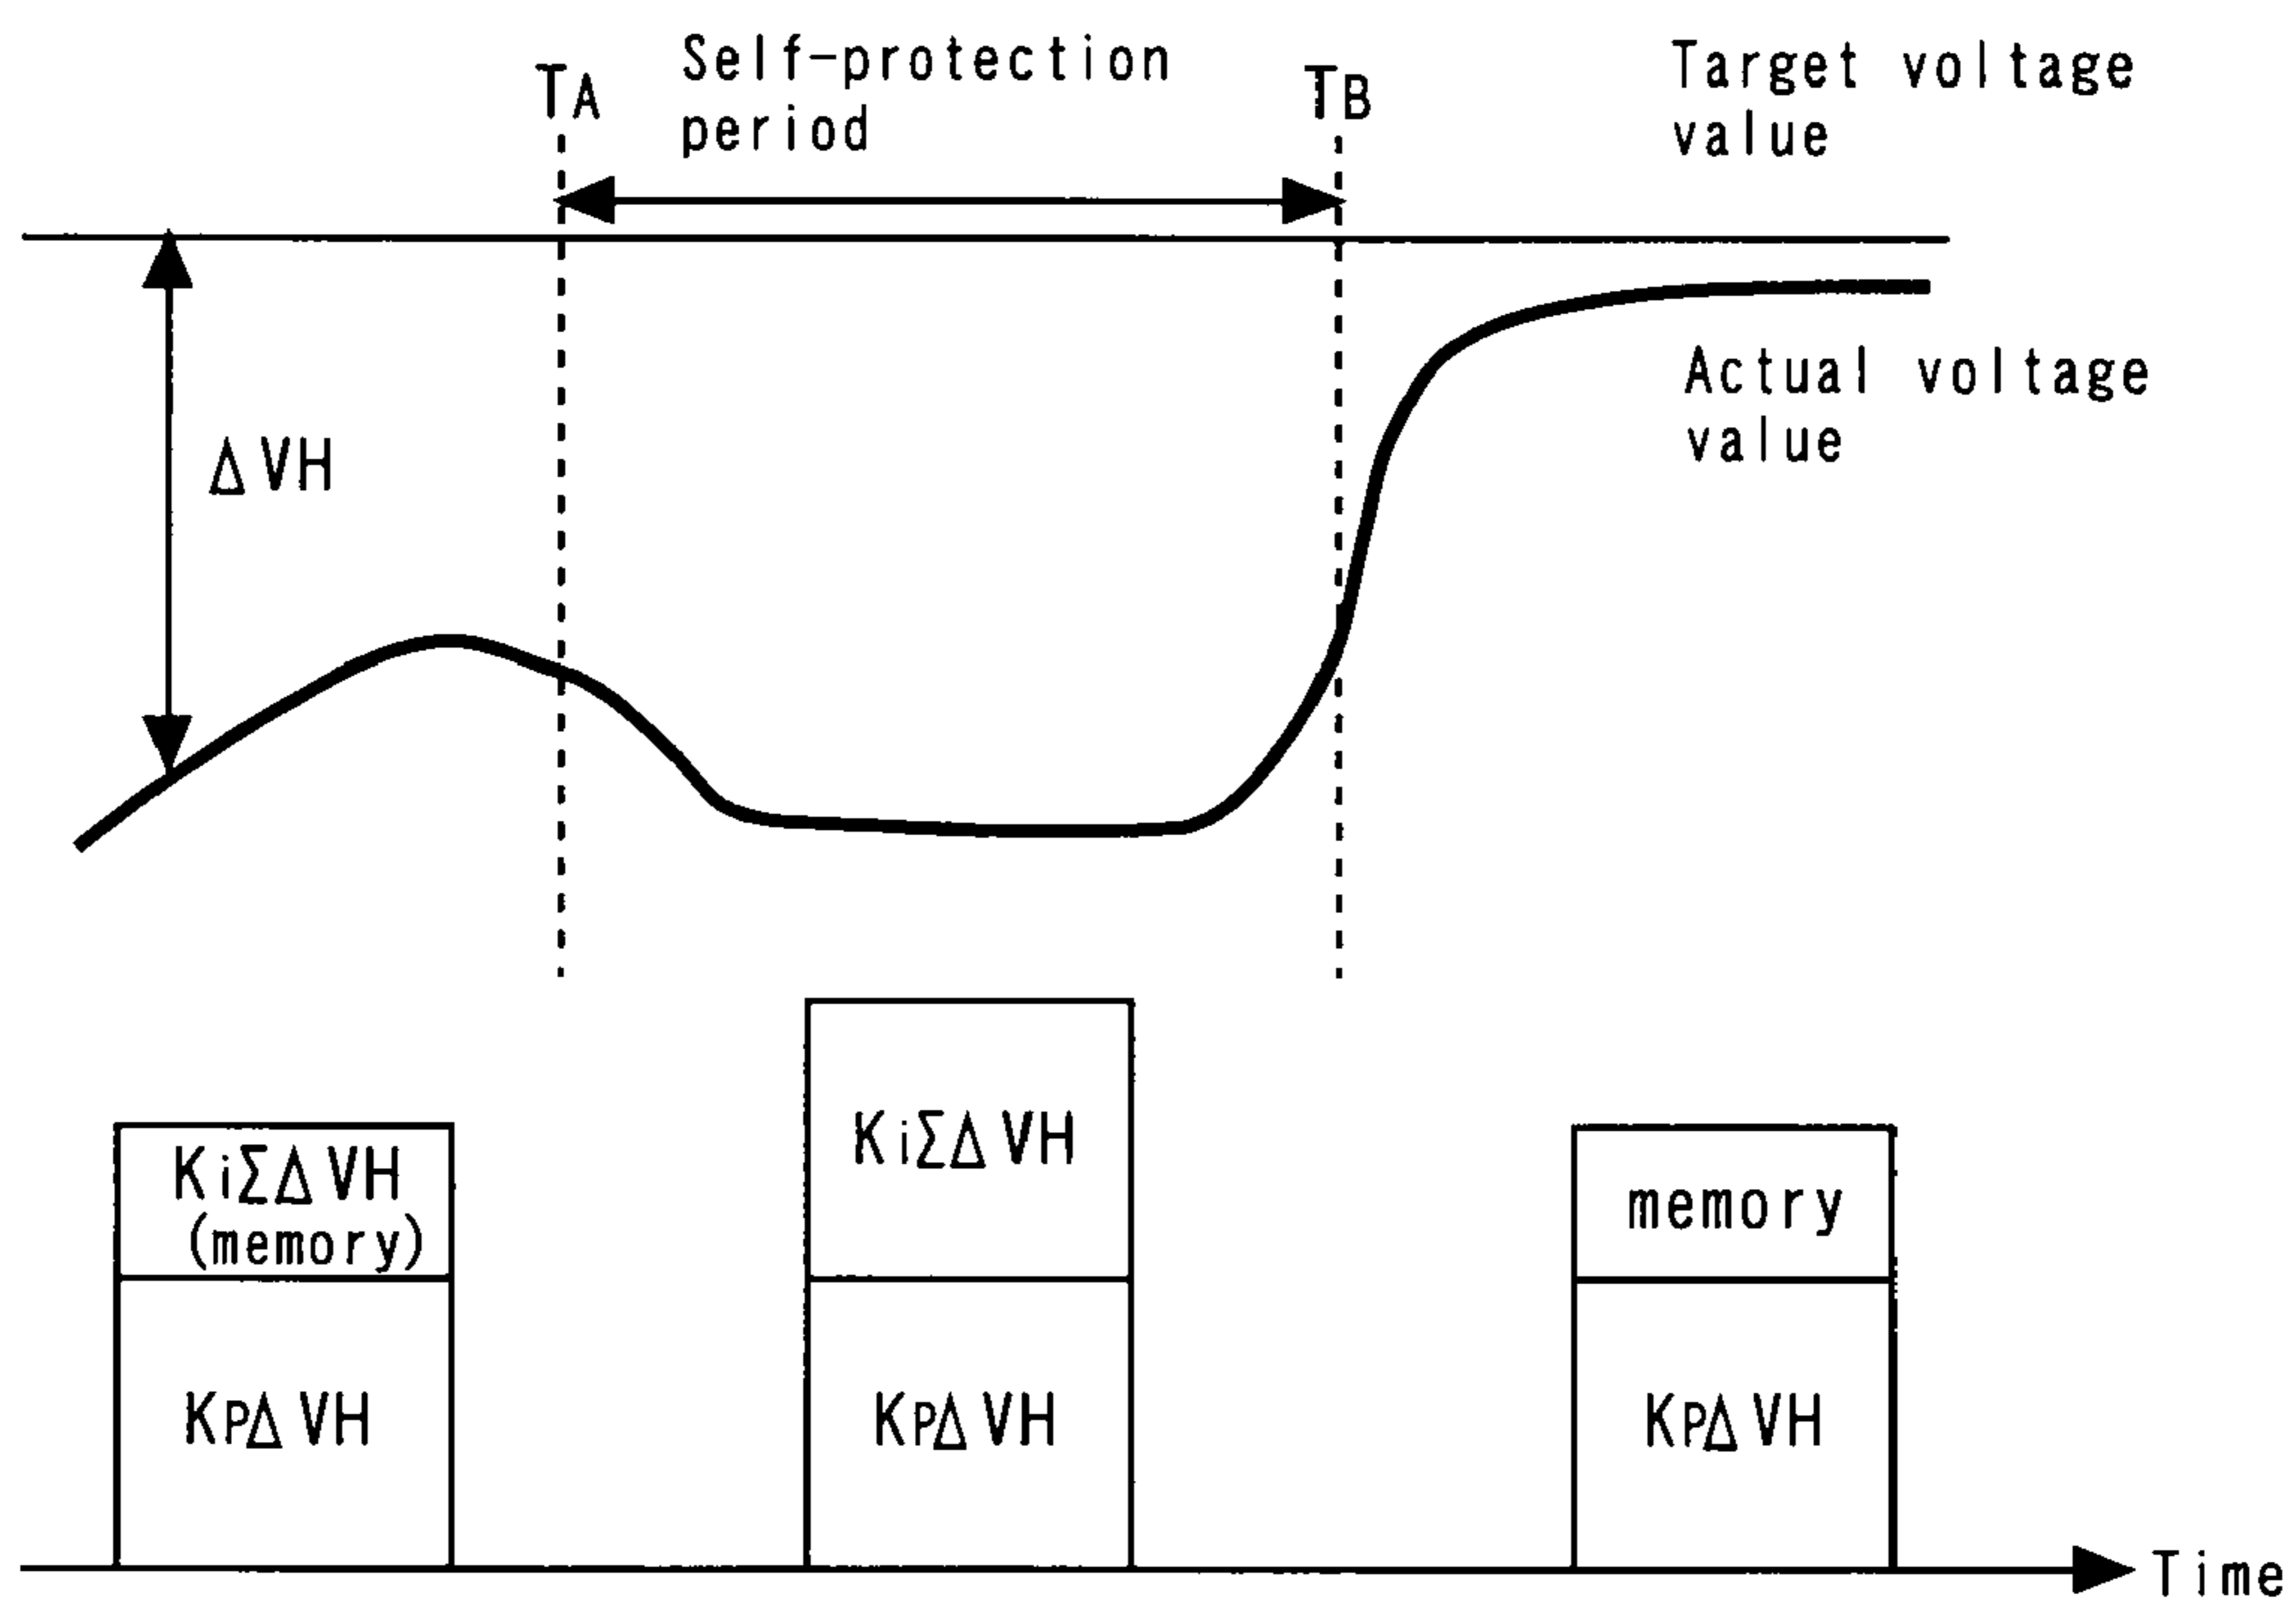 TA
Self-protection
period
TB
Target voltage
value
ΔVH
Actual voltage
value
KiΣΔVH
(memory)
KPΔVH
KiΣΔVH
KPΔVH
memory
KPΔVH
Time